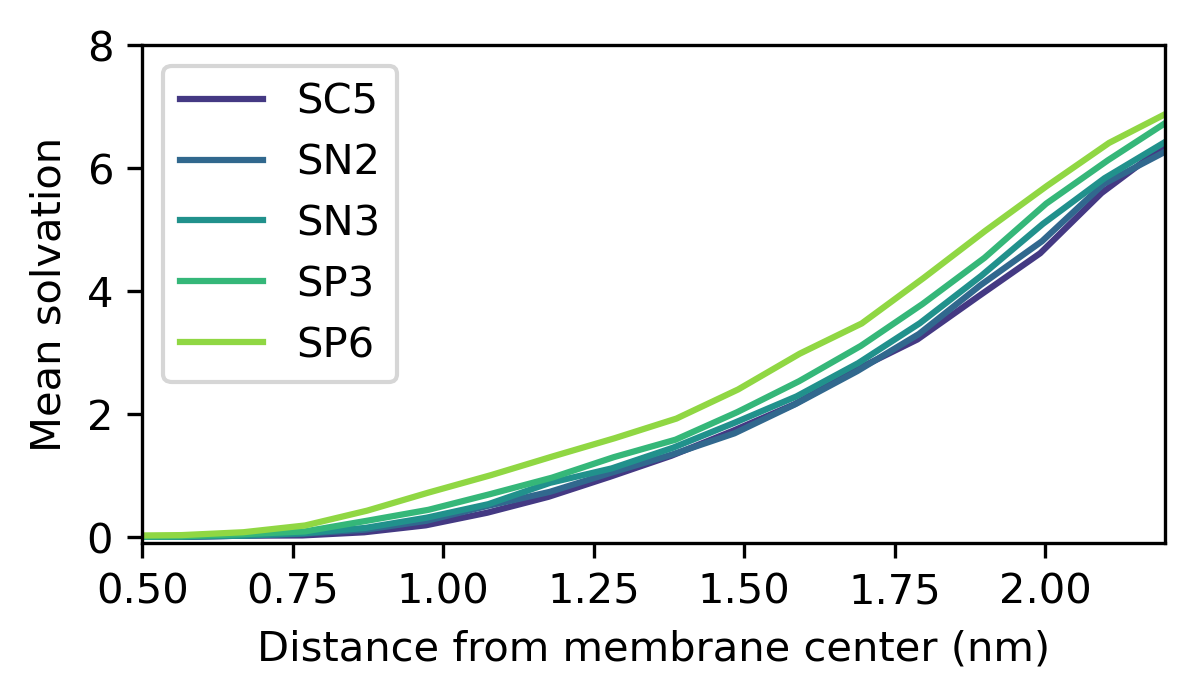 8
6
4
2
0
Mean solvation
SC5
SN2
SN3
SP3
SP6
0.50 0.75 1.00 1.25 1.50 1.75 2.00
Distance from membrane center (nm)